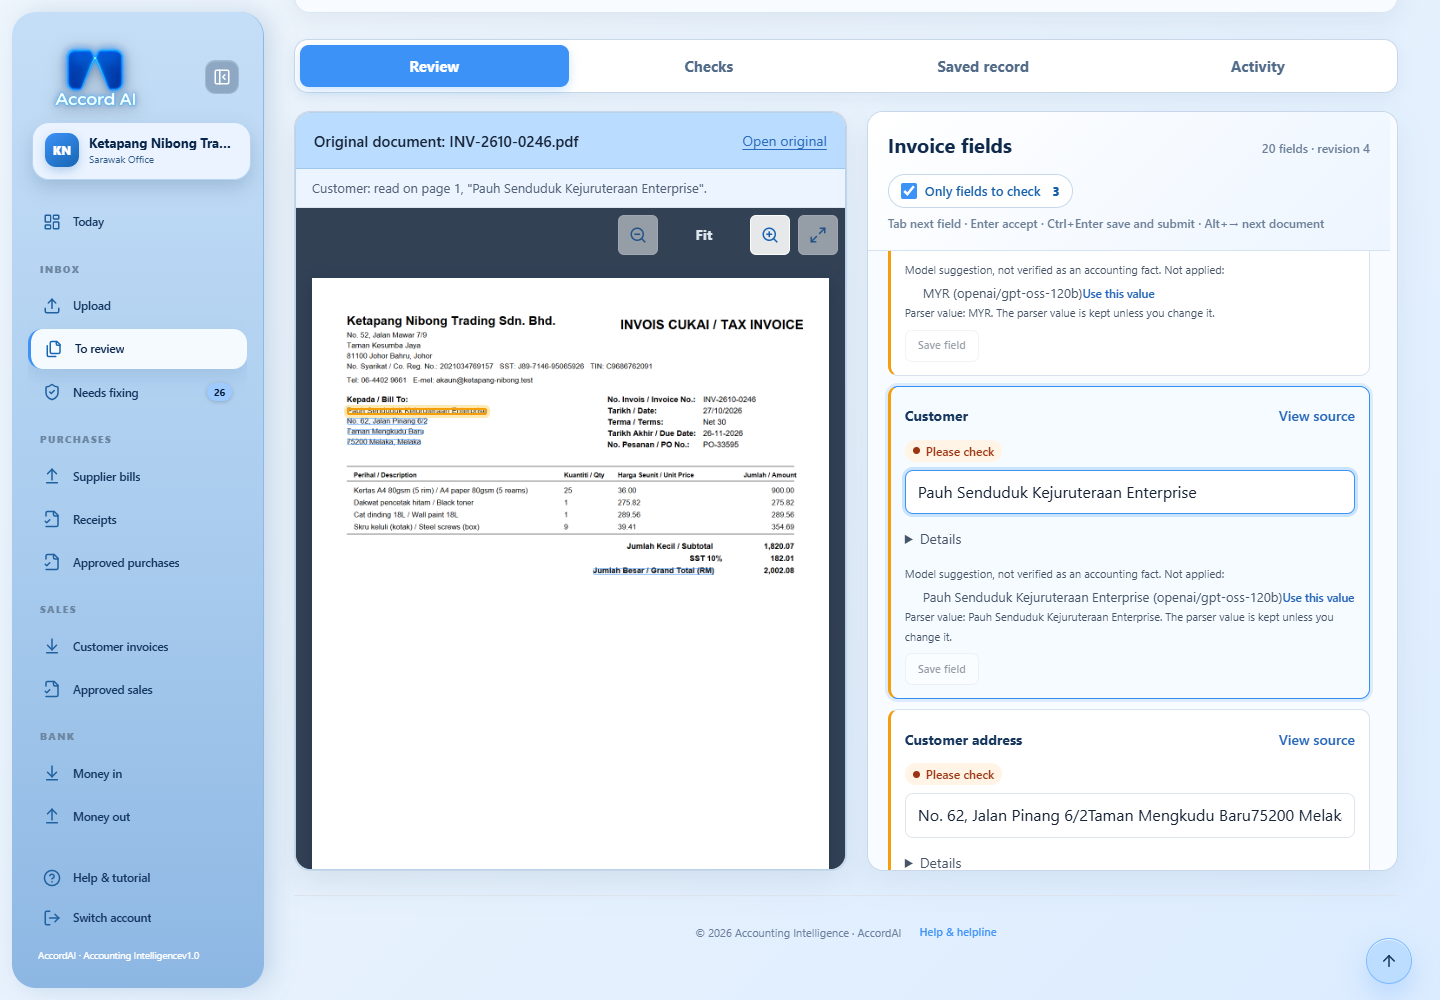 Accord AI
KN
Ketapang Nibong Tra...
Sarawak Office
Today
INBOX
Upload
To review
Needs fixing
26
PURCHASES
Supplier bills
Receipts
Approved purchases
SALES
Customer invoices
Approved sales
BANK
Money in
Money out
Help & tutorial
Switch account
AccordAI · Accounting Intelligencev1.0
Review
Checks
Saved record
Activity
Original document: INV-2610-0246.pdf
Open original
Customer: read on page 1, "Pauh Senduduk Kejuruteraan Enterprise".
Fit
Ketapang Nibong Trading Sdn. Bhd.
INVOIS CUKAI / TAX INVOICE
No. 52, Jalan Mawar 7/9
Taman Kesumba Jaya
81100 Johor Bahru, Johor
No. Syarikat / Co. Reg. No.: 2021034769157 SST: J89-7146-95065926 TIN: C9686762091
Tel: 06-4402 9661 E-mel: akaun@ketapang-nibong.test
Kepada / Bill To:
Pauh Senduduk Kejuruteraan Enterprise
No. 62, Jalan Pinang 6/2
Taman Mengkudu Baru
75200 Melaka, Melaka
No. Invois / Invoice No.: INV-2610-0246
Tarikh / Date: 27/10/2026
Terma / Terms: Net 30
Tarikh Akhir / Due Date: 26-11-2026
No. Pesanan / PO No.: PO-33595
Perihal / Description Kuantiti / Qty Harga Seunit / Unit Price Jumlah / Amount
Kertas A4 80gsm (5 rim) / A4 paper 80gsm (5 reams) 25 36.00 900.00
Dakwat pencetak hitam / Black toner 1 275.82 275.82
Cat dinding 18L / Wall paint 18L 1 289.56 289.56
Skru keluli (kotak) / Steel screws (box) 9 39.41 354.69
Jumlah Kecil / Subtotal 1,820.07
SST 10% 182.01
Jumlah Besar / Grand Total (RM) 2,002.08
Invoice fields
20 fields · revision 4
Only fields to check 3
Tab next field · Enter accept · Ctrl+Enter save and submit · Alt+→ next document
Model suggestion, not verified as an accounting fact. Not applied:
MYR (openai/gpt-oss-120b)Use this value
Parser value: MYR. The parser value is kept unless you change it.
Save field
Customer
View source
Please check
Pauh Senduduk Kejuruteraan Enterprise
Details
Model suggestion, not verified as an accounting fact. Not applied:
Pauh Senduduk Kejuruteraan Enterprise (openai/gpt-oss-120b)Use this value
Parser value: Pauh Senduduk Kejuruteraan Enterprise. The parser value is kept unless you
change it.
Save field
Customer address
View source
Please check
No. 62, Jalan Pinang 6/2Taman Mengkudu Baru75200 Melak
Details
© 2026 Accounting Intelligence · AccordAI
Help & helpline